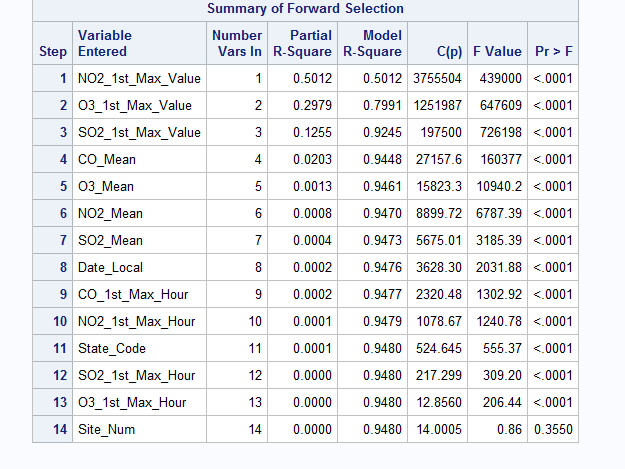 Summary of Forward Selection
Step Variable Entered Number Vars In Partial R-Square Model R-Square C(p) F Value Pr > F
1 NO2_1st_Max_Value 1 0.5012 0.5012 3755504 439000 <.0001
2 O3_1st_Max_Value 2 0.2979 0.7991 1251987 647609 <.0001
3 SO2_1st_Max_Value 3 0.1255 0.9245 197500 726198 <.0001
4 CO_Mean 4 0.0203 0.9448 27157.6 160377 <.0001
5 O3_Mean 5 0.0013 0.9461 15823.3 10940.2 <.0001
6 NO2_Mean 6 0.0008 0.9470 8899.72 6787.39 <.0001
7 SO2_Mean 7 0.0004 0.9473 5675.01 3185.39 <.0001
8 Date_Local 8 0.0002 0.9476 3628.30 2031.88 <.0001
9 CO_1st_Max_Hour 9 0.0002 0.9477 2320.48 1302.92 <.0001
10 NO2_1st_Max_Hour 10 0.0001 0.9479 1078.67 1240.78 <.0001
11 State_Code 11 0.0001 0.9480 524.645 555.37 <.0001
12 SO2_1st_Max_Hour 12 0.0000 0.9480 217.299 309.20 <.0001
13 O3_1st_Max_Hour 13 0.0000 0.9480 12.8560 206.44 <.0001
14 Site_Num 14 0.0000 0.9480 14.0005 0.86 0.3550